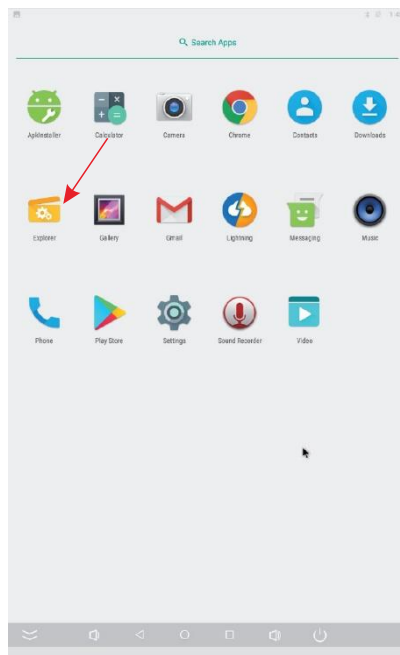 Search Apps
ApkInstaller
Calculator
Camera
Chrome
Contacts
Downloads
Explorer
Gallery
Gmail
Lightning
Messaging
Music
Phone
Play Store
Settings
Sound Recorder
Video